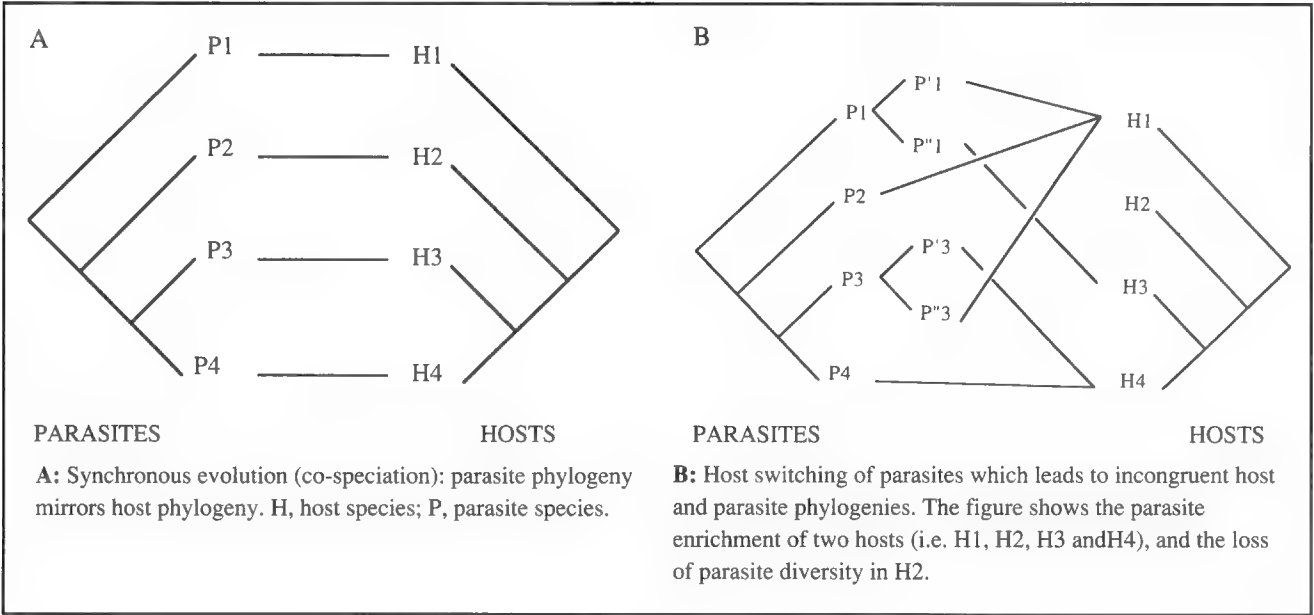 A
P1 H1
P2 H2
P3 H3
P4 H4
PARASITES HOSTS
A: Synchronous evolution (co-speciation): parasite phylogeny
mirrors host phylogeny. H, host species; P, parasite species.
B
P'1
P1 H1
P"1
P2 H2
P'3
P3 H3
P"3
P4 H4
PARASITES HOSTS
B: Host switching of parasites which leads to incongruent host
and parasite phylogenies. The figure shows the parasite
enrichment of two hosts (i.e. H1, H2, H3 andH4), and the loss
of parasite diversity in H2.